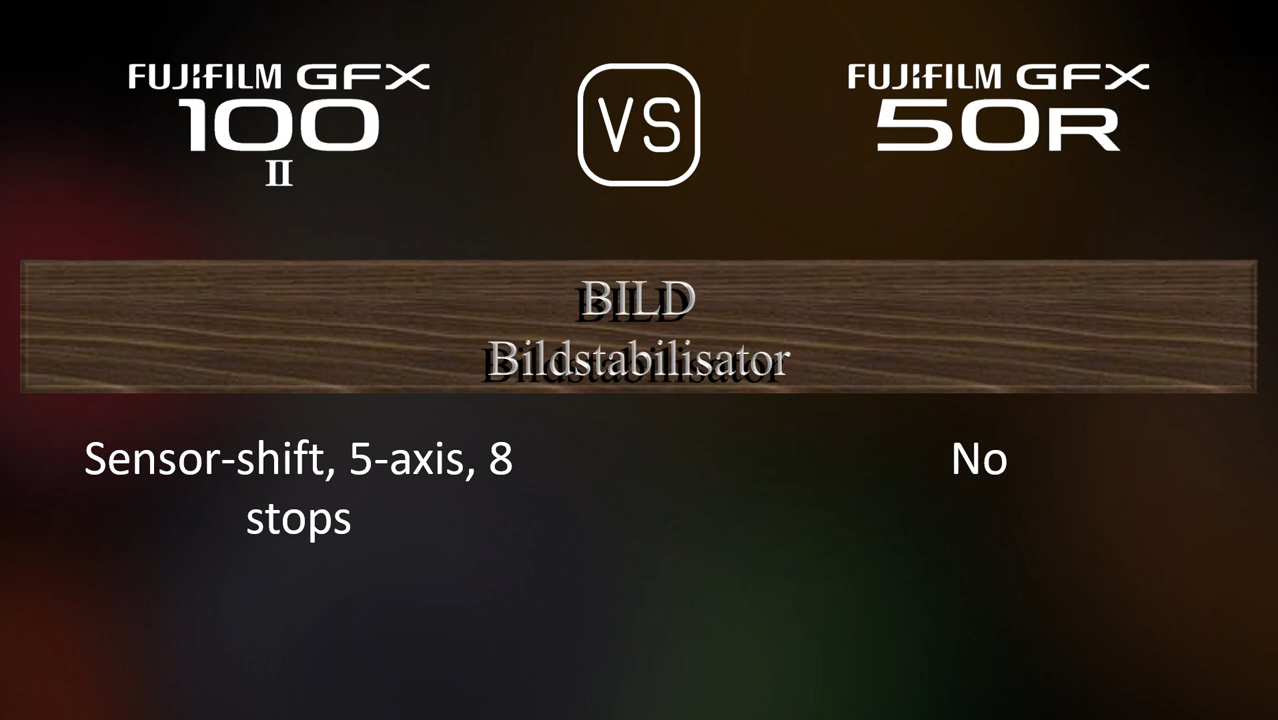 FUJIFILM GFX
100
II
VS
FUJIFILM GFX
50R
BILD
Bildstabilisator
Sensor-shift, 5-axis, 8
stops
No